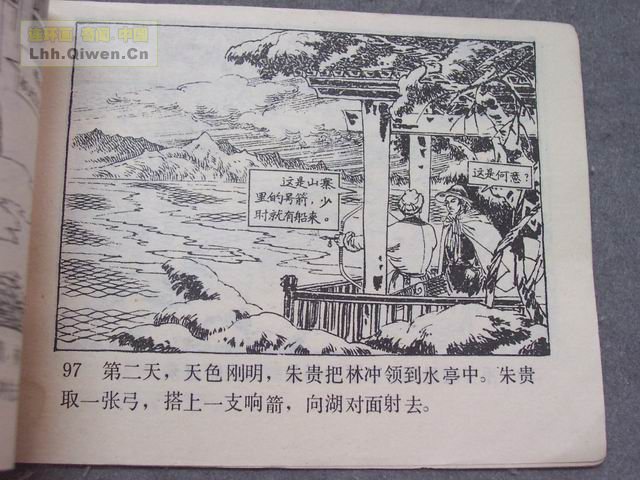 连环画 书间 中国
Lhh.Qiwen.Cn
这是山寨
里的号箭，少
时就有船来。
这是何意？
97 第二天，天色刚明，朱贵把林冲领到水亭中。朱贵
取一张弓，搭上一支响箭，向湖对面射去。